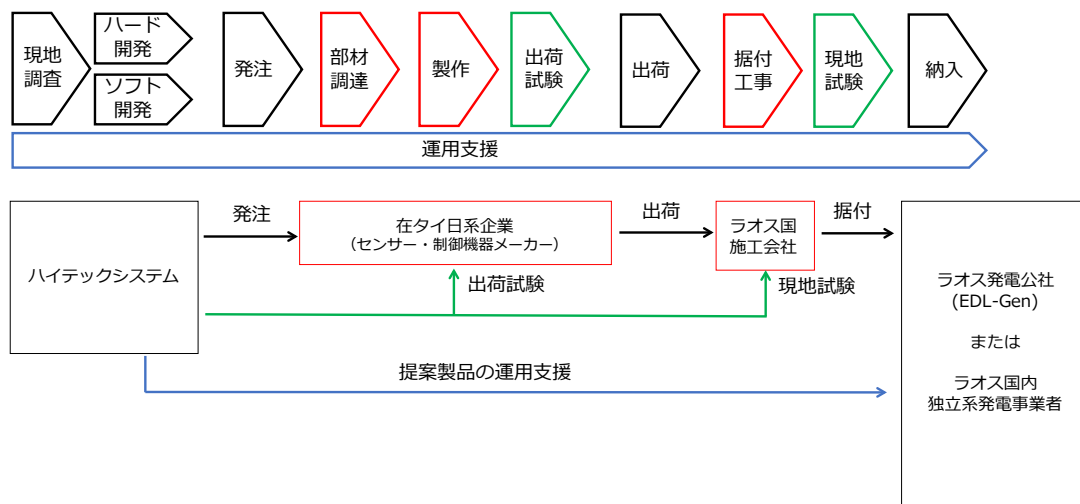 現地
調査
ハード
開発
ソフト
開発
発注
部材
調達
製作
出荷
試験
出荷
据付
工事
現地
試験
納入
運用支援
ハイテックシステム
発注
在タイ日系企業
(センサー・制御機器メーカー)
出荷
ラオス国
施工会社
据付
出荷試験
現地試験
提案製品の運用支援
ラオス発電公社
(EDL-Gen)
または
ラオス国内
独立系発電事業者